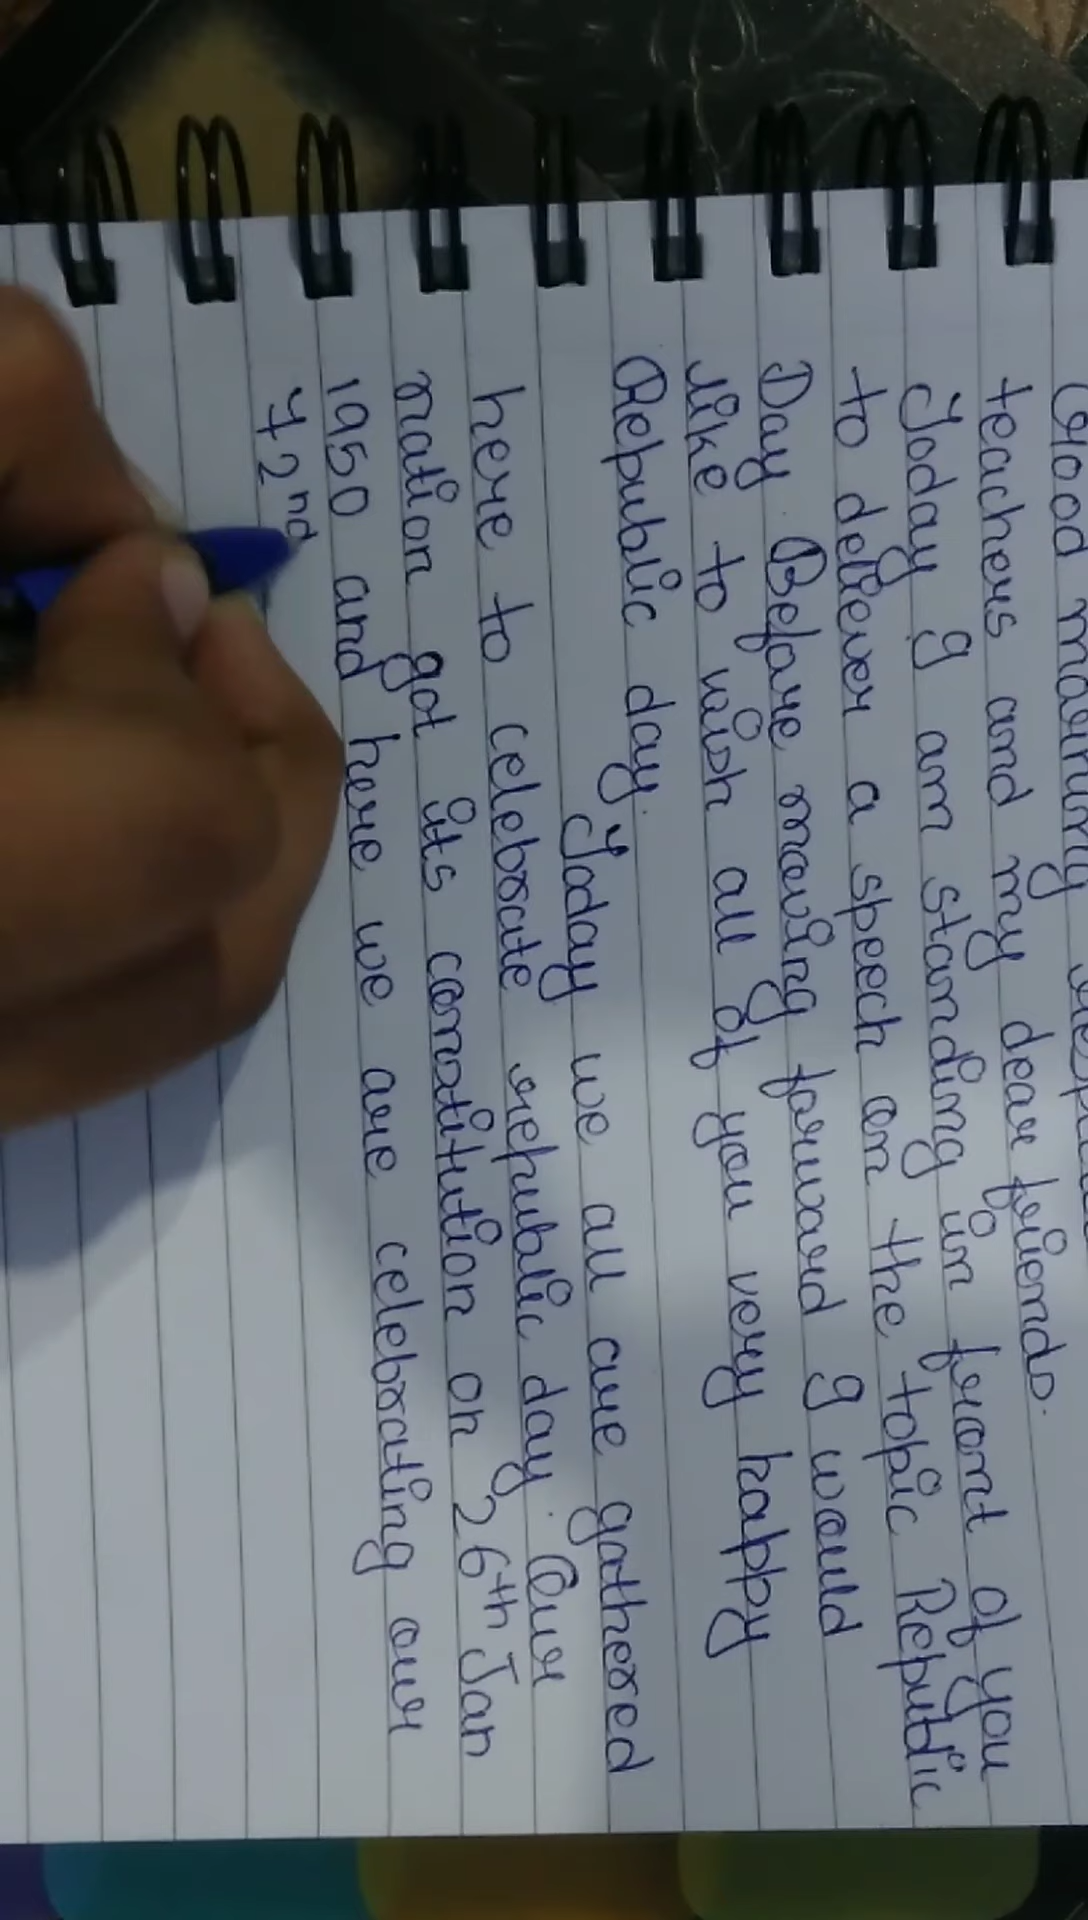 Good morning my
teachers and my dear friends.
Today I am standing in front of you
to deliever a speech on the topic Republic
Day. Before moving forward I would
like to wish all of you very happy
Republic day.
Today we all are gathered
here to celebrate republic day. Our
nation got its constitution on 26th Jan
1950 and here we are celebrating our
72nd